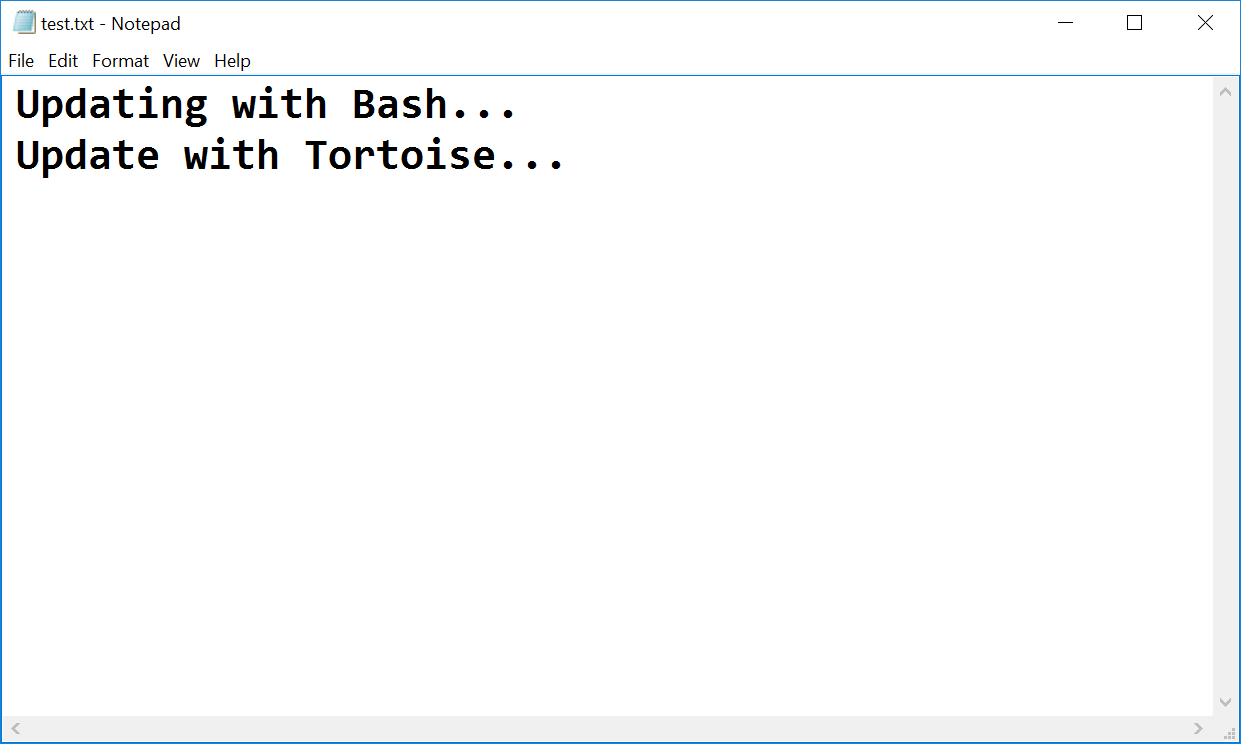 test.txt - Notepad
File Edit Format View Help
Updating with Bash...
Update with Tortoise...